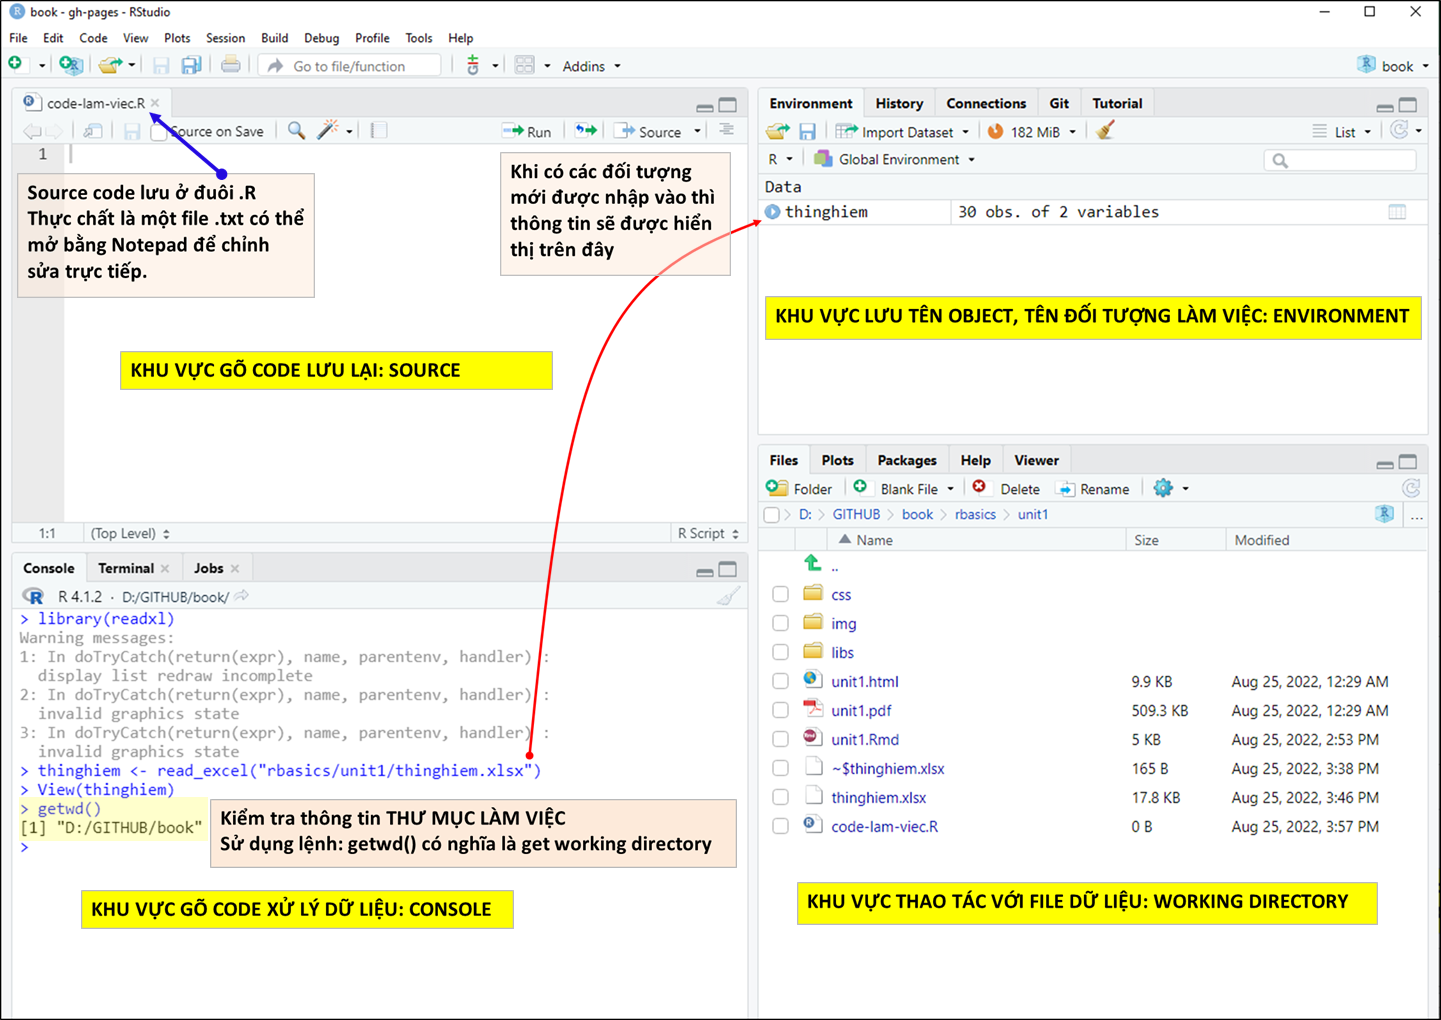 book - gh-pages - RStudio
File Edit Code View Plots Session Build Debug Profile Tools Help
Go to file/function Addins book
code-lam-viec.R
Source on Save Run Source
1
Source code lưu ở đuôi .R
Thực chất là một file .txt có thể
mở bằng Notepad để chỉnh
sửa trực tiếp.
Khi có các đối tượng
mới được nhập vào thì
thông tin sẽ được hiển
thị trên đây
KHU VỰC GÕ CODE LƯU LẠI: SOURCE
1:1 (Top Level) R Script
Environment History Connections Git Tutorial
Import Dataset 182 MiB List
R Global Environment
Data
thinghiem 30 obs. of 2 variables
KHU VỰC LƯU TÊN OBJECT, TÊN ĐỐI TƯỢNG LÀM VIỆC: ENVIRONMENT
Console Terminal Jobs
R 4.1.2 · D:/GITHUB/book/
> library(readxl)
Warning messages:
1: In doTryCatch(return(expr), name, parentenv, handler) :
display list redraw incomplete
2: In doTryCatch(return(expr), name, parentenv, handler) :
invalid graphics state
3: In doTryCatch(return(expr), name, parentenv, handler) :
invalid graphics state
> thinghiem <- read_excel("rbasics/unit1/thinghiem.xlsx")
> View(thinghiem)
> getwd()
[1] "D:/GITHUB/book"
>
Kiểm tra thông tin THƯ MỤC LÀM VIỆC
Sử dụng lệnh: getwd() có nghĩa là get working directory
KHU VỰC GÕ CODE XỬ LÝ DỮ LIỆU: CONSOLE
Files Plots Packages Help Viewer
Folder Blank File Delete Rename
D: > GITHUB > book > rbasics > unit1 ...
Name Size Modified
..
css
img
libs
unit1.html 9.9 KB Aug 25, 2022, 12:29 AM
unit1.pdf 509.3 KB Aug 25, 2022, 12:29 AM
unit1.Rmd 5 KB Aug 25, 2022, 2:53 PM
~$thinghiem.xlsx 165 B Aug 25, 2022, 3:38 PM
thinghiem.xlsx 17.8 KB Aug 25, 2022, 3:46 PM
code-lam-viec.R 0 B Aug 25, 2022, 3:57 PM
KHU VỰC THAO TÁC VỚI FILE DỮ LIỆU: WORKING DIRECTORY